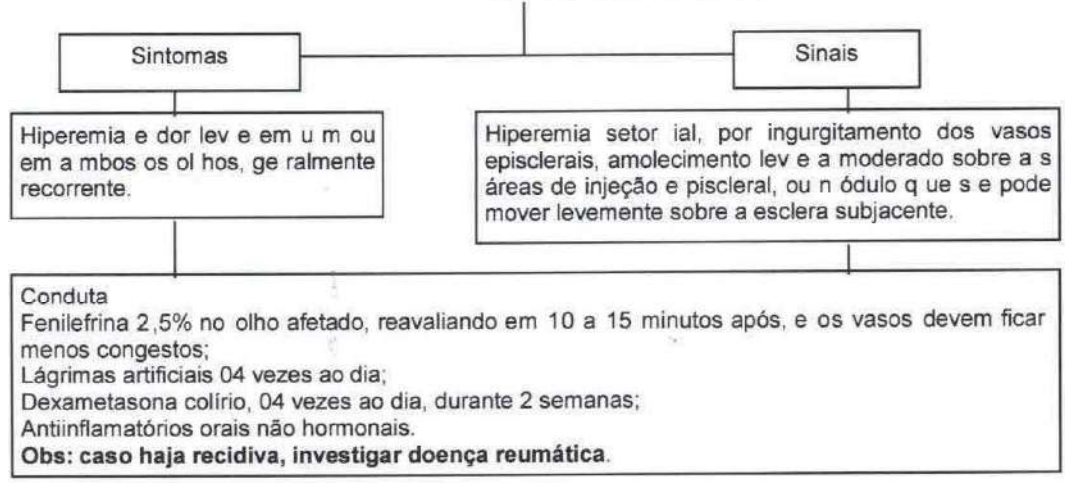 Sintomas
Sinais
Hiperemia e dor lev e em u m ou
em a mbos os ol hos, ge ralmente
recorrente.
Hiperemia setor ial, por ingurgitamento dos vasos
episclerais, amolecimento lev e a moderado sobre a s
áreas de injeção e piscleral, ou n ódulo q ue s e pode
mover levemente sobre a esclera subjacente.
Conduta
Fenilefrina 2,5% no olho afetado, reavaliando em 10 a 15 minutos após, e os vasos devem ficar
menos congestos;
Lágrimas artificiais 04 vezes ao dia;
Dexametasona colírio, 04 vezes ao dia, durante 2 semanas;
Antiinflamatórios orais não hormonais.
Obs: caso haja recidiva, investigar doença reumática.